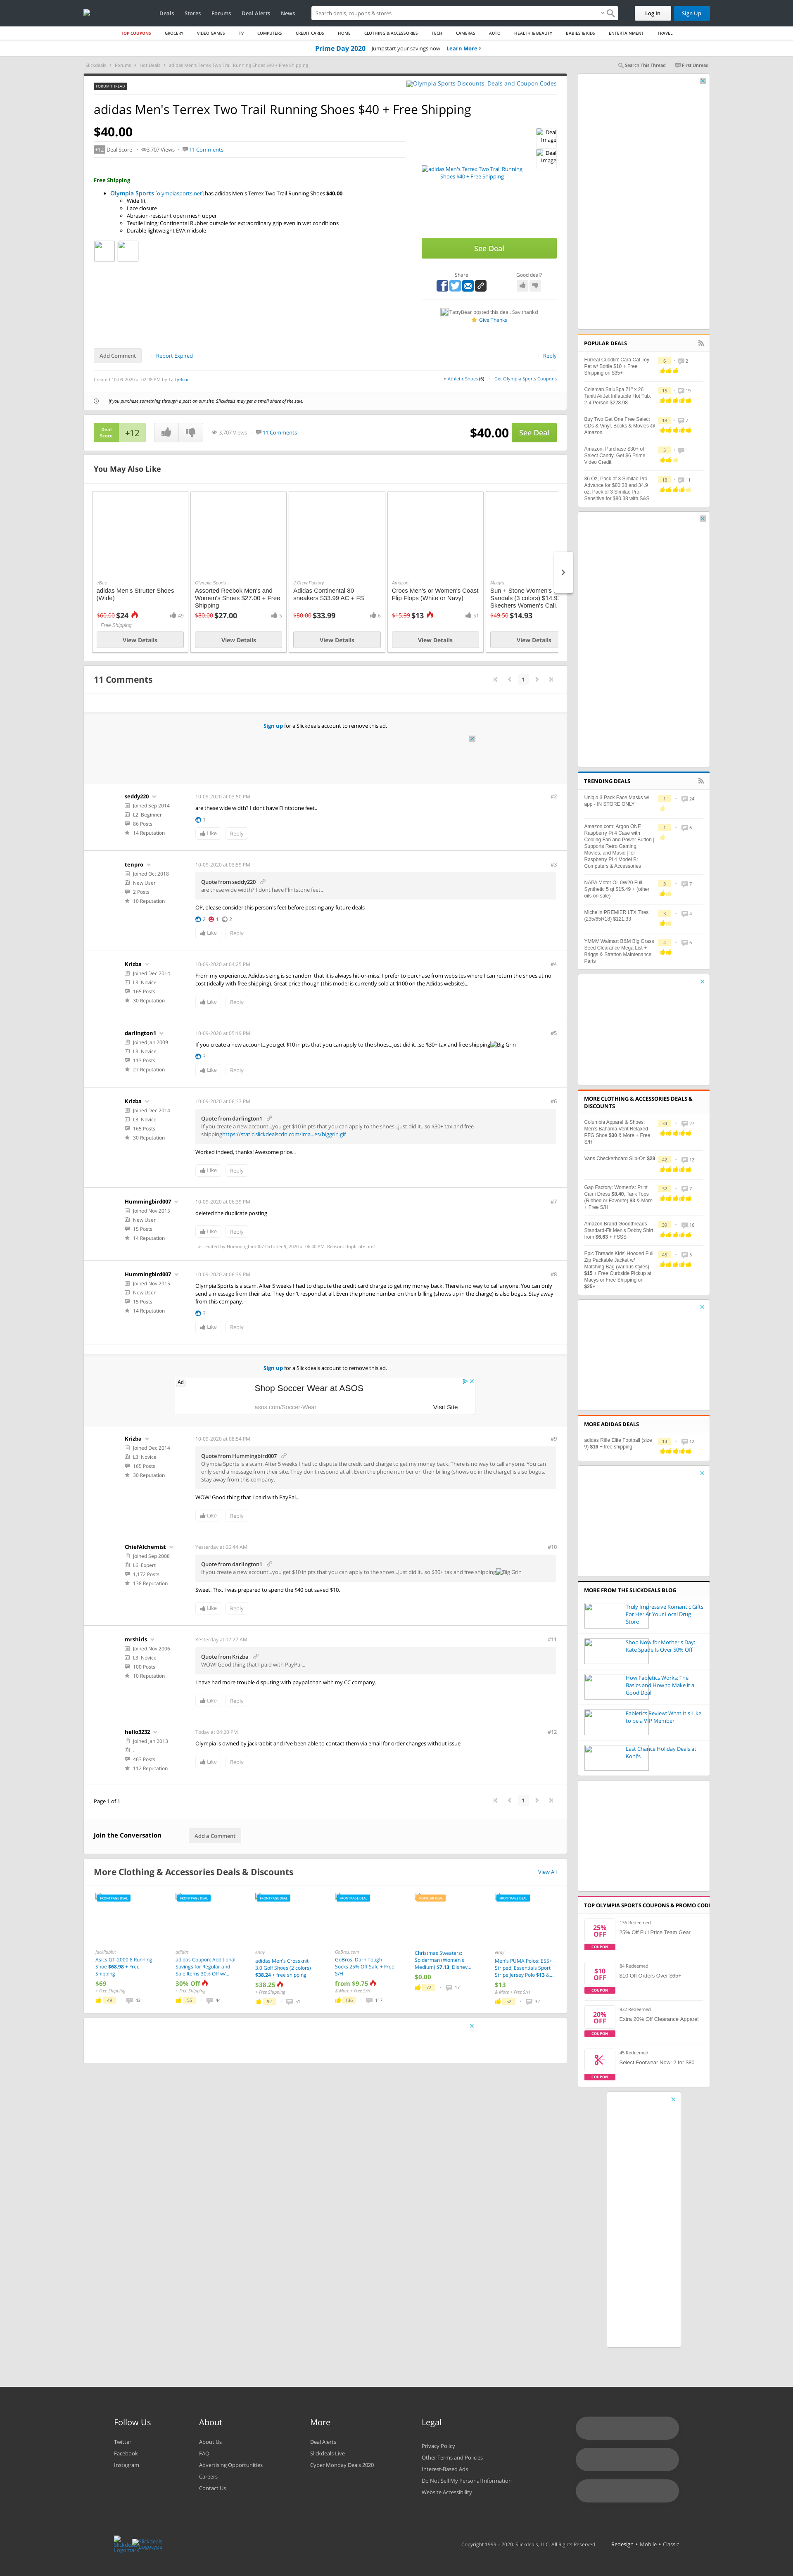 Deals
Stores
Forums
Deal Alerts
News
Search deals, coupons & stores
Log In
Sign Up
TOP COUPONS
GROCERY
VIDEO GAMES
TV
COMPUTERS
CREDIT CARDS
HOME
CLOTHING & ACCESSORIES
TECH
CAMERAS
AUTO
HEALTH & BEAUTY
BABIES & KIDS
ENTERTAINMENT
TRAVEL
Prime Day 2020 Jumpstart your savings now Learn More
Slickdeals > Forums > Hot Deals > adidas Men's Terrex Two Trail Running Shoes $40 + Free Shipping
Search This Thread
First Unread
FORUM THREAD
Olympia Sports Discounts, Deals and Coupon Codes
adidas Men's Terrex Two Trail Running Shoes $40 + Free Shipping
$40.00
+12 Deal Score
3,707 Views
11 Comments
Deal Image
Deal Image
adidas Men's Terrex Two Trail Running Shoes $40 + Free Shipping
Free Shipping
Olympia Sports [olympiasports.net] has adidas Men's Terrex Two Trail Running Shoes $40.00
Wide fit
Lace closure
Abrasion-resistant open mesh upper
Textile lining; Continental Rubber outsole for extraordinary grip even in wet conditions
Durable lightweight EVA midsole
See Deal
Share
Good deal?
TattyBear posted this deal. Say thanks!
Give Thanks
Add Comment
Report Expired
Reply
Created 10-09-2020 at 02:38 PM by TattyBear
in Athletic Shoes (6)
Get Olympia Sports Coupons
If you purchase something through a post on our site, Slickdeals may get a small share of the sale.
Deal Score +12
3,707 Views
11 Comments
$40.00
See Deal
You May Also Like
eBay
adidas Men's Strutter Shoes (Wide)
$60.00 $24
49
+ Free Shipping
View Details
Olympia Sports
Assorted Reebok Men's and Women's Shoes $27.00 + Free Shipping
$80.00 $27.00
6
View Details
J.Crew Factory
Adidas Continental 80 sneakers $33.99 AC + FS
$80.00 $33.99
6
View Details
Amazon
Crocs Men's or Women's Coast Flip Flops (White or Navy)
$15.99 $13
51
View Details
Macy's
Sun + Stone Women's
Sandals (3 colors) $14.93
Skechers Women's Cali.
$49.50 $14.93
View Details
11 Comments
1
Sign up for a Slickdeals account to remove this ad.
seddy220
Joined Sep 2014
L2: Beginner
86 Posts
14 Reputation
10-09-2020 at 03:50 PM
#2
are these wide width? I dont have Flintstone feet..
1
Like
Reply
tenpro
Joined Oct 2018
New User
2 Posts
10 Reputation
10-09-2020 at 03:59 PM
#3
Quote from seddy220
are these wide width? I dont have Flintstone feet..
OP, please consider this person's feet before posting any future deals
2 1 2
Like
Reply
Krizba
Joined Dec 2014
L3: Novice
165 Posts
30 Reputation
10-09-2020 at 04:25 PM
#4
From my experience, Adidas sizing is so random that it is always hit-or-miss. I prefer to purchase from websites where I can return the shoes at no cost (ideally with free shipping). Great price though (this model is currently sold at $100 on the Adidas website)...
Like
Reply
darlington1
Joined Jan 2009
L3: Novice
113 Posts
27 Reputation
10-09-2020 at 05:19 PM
#5
If you create a new account...you get $10 in pts that you can apply to the shoes...just did it...so $30+ tax and free shipping Big Grin
3
Like
Reply
Krizba
Joined Dec 2014
L3: Novice
165 Posts
30 Reputation
10-09-2020 at 06:37 PM
#6
Quote from darlington1
If you create a new account...you get $10 in pts that you can apply to the shoes...just did it...so $30+ tax and free shippinghttps://static.slickdealscdn.com/ima...es/biggrin.gif
Worked indeed, thanks! Awesome price...
Like
Reply
Hummingbird007
Joined Nov 2015
New User
15 Posts
14 Reputation
10-09-2020 at 06:39 PM
#7
deleted the duplicate posting
Like
Reply
Last edited by Hummingbird007 October 9, 2020 at 06:40 PM. Reason: duplicate post
Hummingbird007
Joined Nov 2015
New User
15 Posts
14 Reputation
10-09-2020 at 06:39 PM
#8
Olympia Sports is a scam. After 5 weeks I had to dispute the credit card charge to get my money back. There is no way to call anyone. You can only send a message from their site. They don't respond at all. Even the phone number on their billing (shows up in the charge) is also bogus. Stay away from this company.
3
Like
Reply
Sign up for a Slickdeals account to remove this ad.
Ad
Shop Soccer Wear at ASOS
asos.com/Soccer-Wear
Visit Site
Krizba
Joined Dec 2014
L3: Novice
165 Posts
30 Reputation
10-09-2020 at 08:54 PM
#9
Quote from Hummingbird007
Olympia Sports is a scam. After 5 weeks I had to dispute the credit card charge to get my money back. There is no way to call anyone. You can only send a message from their site. They don't respond at all. Even the phone number on their billing (shows up in the charge) is also bogus. Stay away from this company.
WOW! Good thing that I paid with PayPal...
Like
Reply
ChiefAlchemist
Joined Sep 2008
L6: Expert
1,172 Posts
138 Reputation
Yesterday at 06:44 AM
#10
Quote from darlington1
If you create a new account...you get $10 in pts that you can apply to the shoes...just did it...so $30+ tax and free shipping Big Grin
Sweet. Thx. I was prepared to spend the $40 but saved $10.
Like
Reply
mrshirls
Joined Nov 2006
L3: Novice
100 Posts
10 Reputation
Yesterday at 07:27 AM
#11
Quote from Krizba
WOW! Good thing that I paid with PayPal...
I have had more trouble disputing with paypal than with my CC company.
Like
Reply
hello3232
Joined Jan 2013
463 Posts
112 Reputation
Today at 04:20 PM
#12
Olympia is owned by jackrabbit and I've been able to contact them via email for order changes without issue
Like
Reply
Page 1 of 1
1
Join the Conversation
Add a Comment
More Clothing & Accessories Deals & Discounts
View All
FRONTPAGE DEAL
JackRabbit
Asics GT-2000 8 Running Shoe $68.98 + Free Shipping
$69
+ Free Shipping
49 43
FRONTPAGE DEAL
adidas
adidas Coupon: Additional Savings for Regular and Sale Items 30% Off w/...
30% Off
+ Free Shipping
55 44
FRONTPAGE DEAL
eBay
adidas Men's Crossknit 3.0 Golf Shoes (2 colors) $38.24 + free shipping
$38.25
+ Free Shipping
92 51
FRONTPAGE DEAL
GoBros.com
GoBros: Darn Tough Socks 25% Off Sale + Free S/H
from $9.75
& More + Free S/H
136 117
POPULAR DEAL
Christmas Sweaters: Spiderman (Women's Medium) $7.13, Disney...
$0.00
72 17
FRONTPAGE DEAL
eBay
Men's PUMA Polos: ESS+ Striped, Essentials Sport Stripe Jersey Polo $13 &...
$13
& More + Free S/H
52 32
POPULAR DEALS
Furreal Cuddlin' Cara Cat Toy Pet w/ Bottle $10 + Free Shipping on $35+
6 2
Coleman SaluSpa 71" x 26" Tahiti AirJet Inflatable Hot Tub, 2-4 Person $228.98
15 19
Buy Two Get One Free Select CDs & Vinyl, Books & Movies @ Amazon
18 7
Amazon: Purchase $30+ of Select Candy, Get $6 Prime Video Credit
5 1
36 Oz. Pack of 3 Similac Pro-Advance for $80.38 and 34.9 oz. Pack of 3 Similac Pro-Sensitive for $80.38 with S&S
13 11
TRENDING DEALS
Uniqlo 3 Pack Face Masks w/ app - IN STORE ONLY
1 24
Amazon.com: Argon ONE Raspberry Pi 4 Case with Cooling Fan and Power Button | Supports Retro Gaming, Movies, and Music | for Raspberry Pi 4 Model B: Computers & Accessories
1 6
NAPA Motor Oil 0W/20 Full Synthetic 5 qt $15.49 + (other oils on sale)
3 7
Michelin PREMIER LTX Tires (235/65R18) $121.33
3 4
YMMV Walmart B&M Big Grass Seed Clearance Mega List + Briggs & Stratton Maintenance Parts
4 6
MORE CLOTHING & ACCESSORIES DEALS & DISCOUNTS
Columbia Apparel & Shoes: Men's Bahama Vent Relaxed PFG Shoe $30 & More + Free S/H
34 27
Vans Checkerboard Slip-On $29
42 12
Gap Factory: Women's: Print Cami Dress $8.40, Tank Tops (Ribbed or Favorite) $3 & More + Free S/H
32 7
Amazon Brand Goodthreads Standard-Fit Men's Dobby Shirt from $6.63 + FSSS
39 16
Epic Threads Kids' Hooded Full Zip Packable Jacket w/ Matching Bag (various styles) $15 + Free Curbside Pickup at Macys or Free Shipping on $25+
45 5
MORE ADIDAS DEALS
adidas Rifle Elite Football (size 9) $16 + free shipping
14 12
MORE FROM THE SLICKDEALS BLOG
Truly Impressive Romantic Gifts For Her At Your Local Drug Store
Shop Now for Mother's Day: Kate Spade Is Over 50% Off
How Fabletics Works: The Basics and How to Make it a Good Deal
Fabletics Review: What It's Like to be a VIP Member
Last Chance Holiday Deals at Kohl's
TOP OLYMPIA SPORTS COUPONS & PROMO COD
25% OFF
COUPON
136 Redeemed
25% Off Full Price Team Gear
$10 OFF
COUPON
84 Redeemed
$10 Off Orders Over $65+
20% OFF
COUPON
932 Redeemed
Extra 20% Off Clearance Apparel
COUPON
45 Redeemed
Select Footwear Now: 2 for $80
Follow Us
Twitter
Facebook
Instagram
About
About Us
FAQ
Advertising Opportunities
Careers
Contact Us
More
Deal Alerts
Slickdeals Live
Cyber Monday Deals 2020
Legal
Privacy Policy
Other Terms and Policies
Interest-Based Ads
Do Not Sell My Personal Information
Website Accessibility
Copyright 1999 – 2020. Slickdeals, LLC. All Rights Reserved.
Redesign • Mobile • Classic